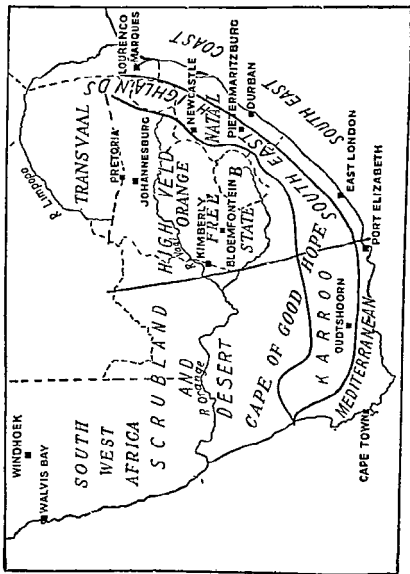 WINDHOEK
WALVIS BAY
SOUTH
WEST
AFRICA
SCRUBLAND
AND
R Orange
DESERT
R Limpopo
TRANSVAAL
PRETORIA
JOHANNESBURG
HIGH VELD
LOURENCO
MARQUES
HIGHLANDS
SOUTH EAST
COAST
SOUTH EAST
NEWCASTLE
NATAL
PIETERMARITZBURG
DURBAN
ORANGE
FREE
STATE
KIMBERLY
BLOEMFONTEIN
B
CAPE OF GOOD HOPE
KARROO
OUDTSHOORN
MEDITERRANEAN
CAPE TOWN
EAST LONDON
PORT ELIZABETH